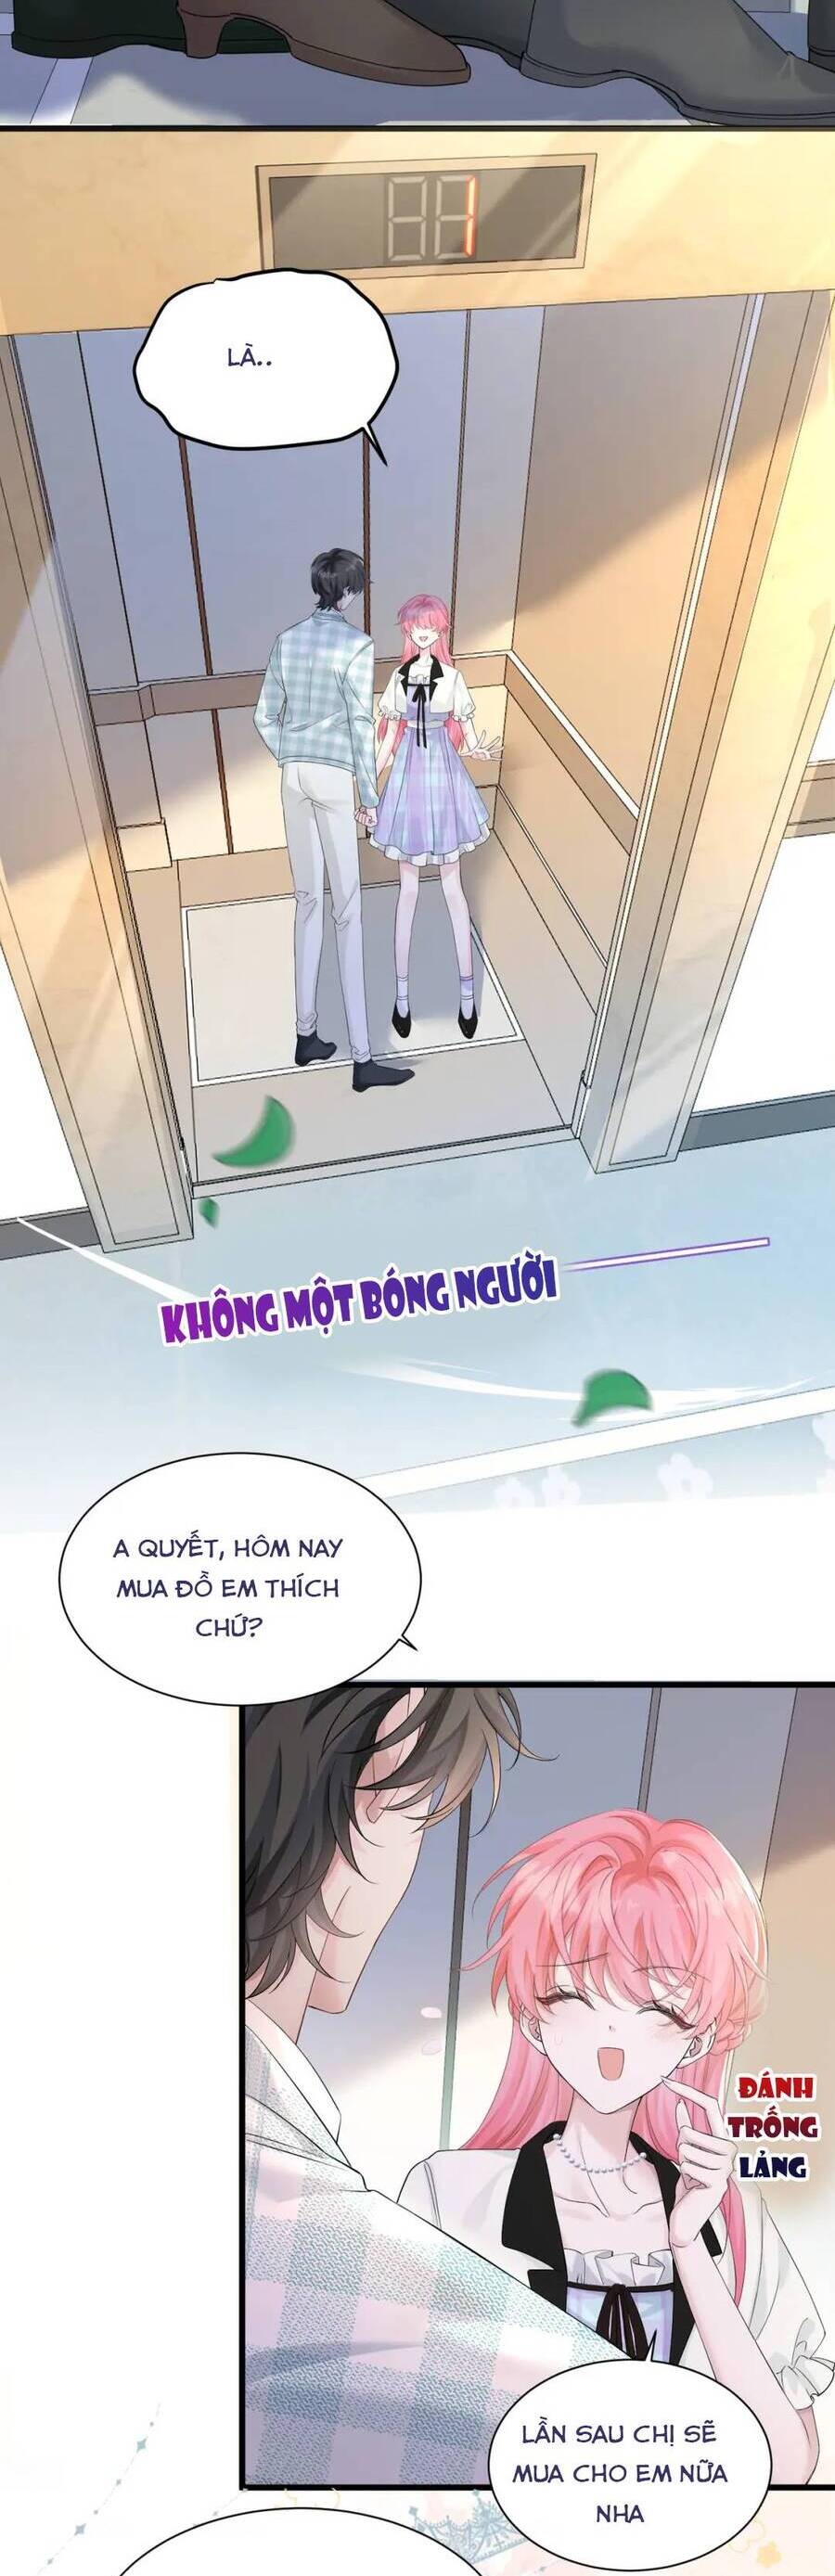 1
LÀ..
KHÔNG MỘT BÓNG NGƯỜI
A QUYẾT, HÔM NAY
MUA ĐỒ EM THÍCH
CHỨ?
ĐÁNH
TRỐNG
LẢNG
LẦN SAU CHỊ SẼ
MUA CHO EM NỮA
NHA